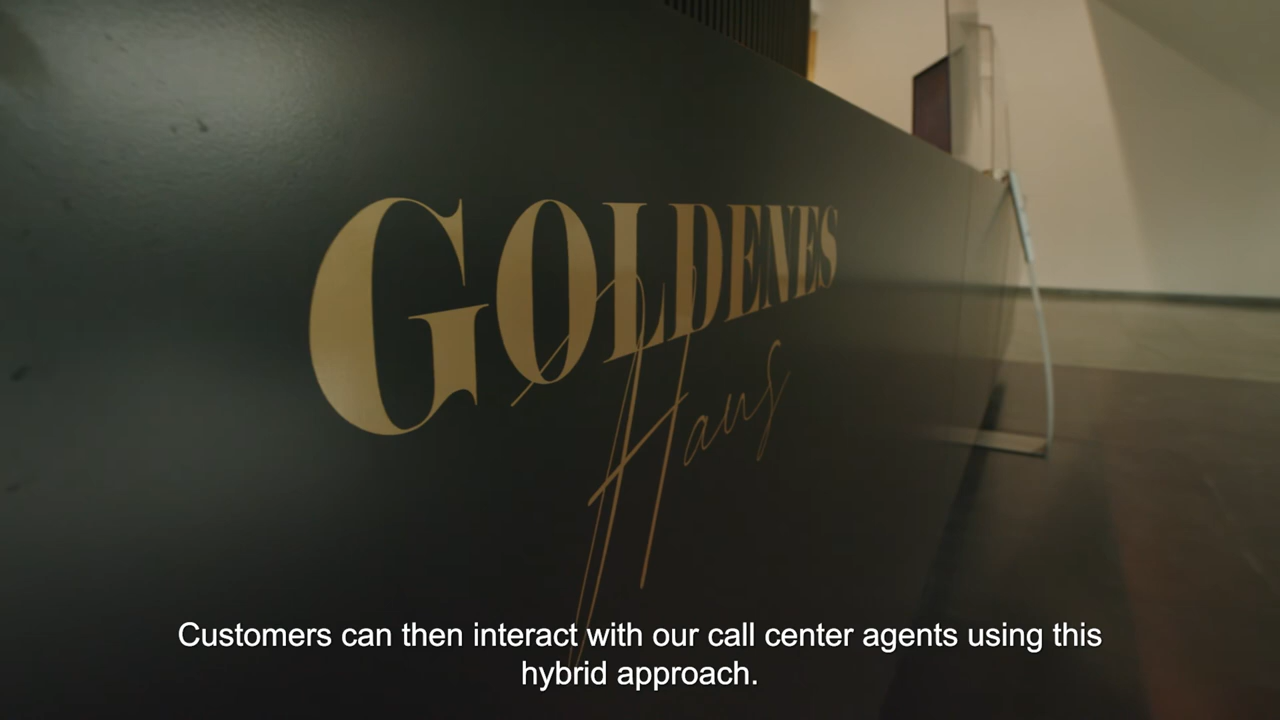 GOLDENES
Haus
Customers can then interact with our call center agents using this
hybrid approach.